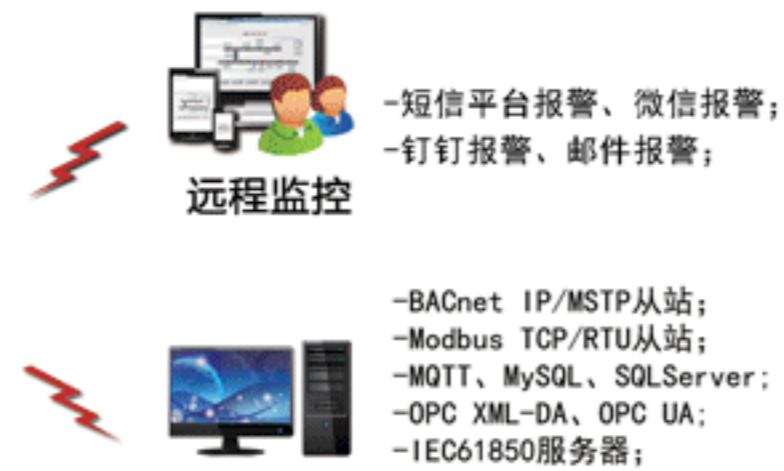 -短信平台报警、微信报警；
-钉钉报警、邮件报警；
远程监控
-BACnet IP/MSTP从站；
-Modbus TCP/RTU从站；
-MQTT、MySQL、SQLServer;
-OPC XML-DA、OPC UA;
-IEC61850服务器；